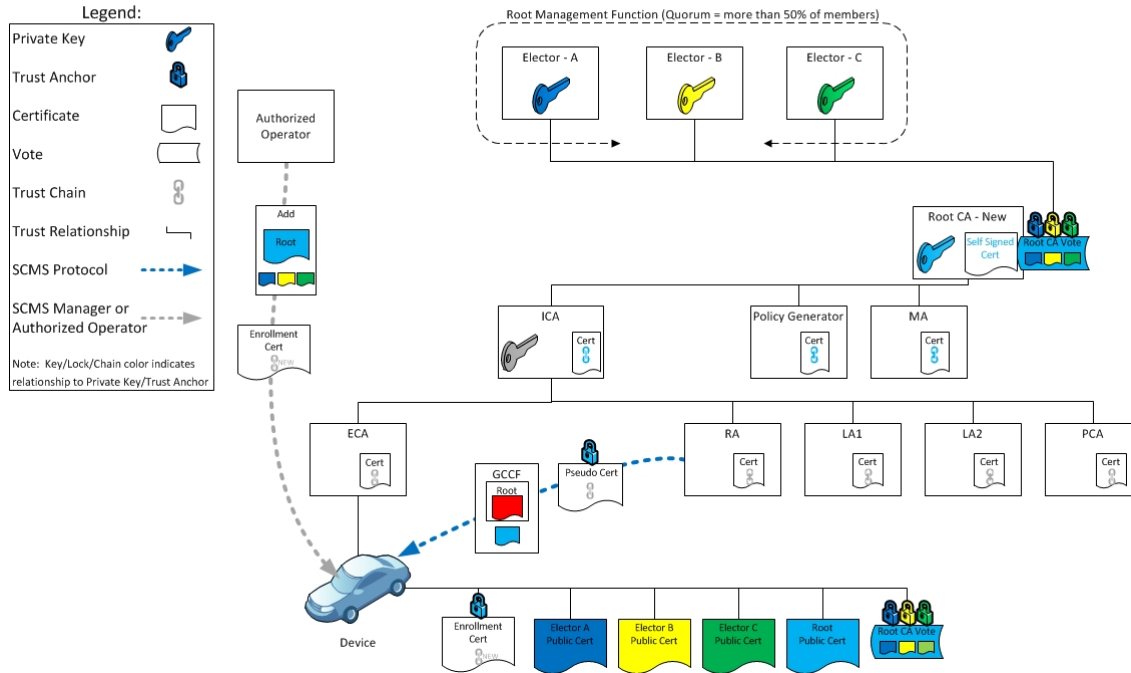 Legend:
Private Key
Trust Anchor
Certificate
Vote
Trust Chain
Trust Relationship
SCMS Protocol
SCMS Manager or
Authorized Operator
Note: Key/Lock/Chain color indicates
relationship to Private Key/Trust Anchor
Root Management Function (Quorum = more than 50% of members)
Elector - A
Elector - B
Elector - C
Authorized
Operator
Add
Root
Enrollment
Cert
NEW
Root CA - New
Self Signed
Cert
Root CA Vote
ICA
Cert
Policy Generator
Cert
MA
Cert
ECA
Cert
GCCF
Root
Pseudo Cert
RA
Cert
LA1
Cert
LA2
Cert
PCA
Cert
Device
Enrollment
Cert
NEW
Elector A
Public Cert
Elector B
Public Cert
Elector C
Public Cert
Root
Public Cert
Root CA Vote